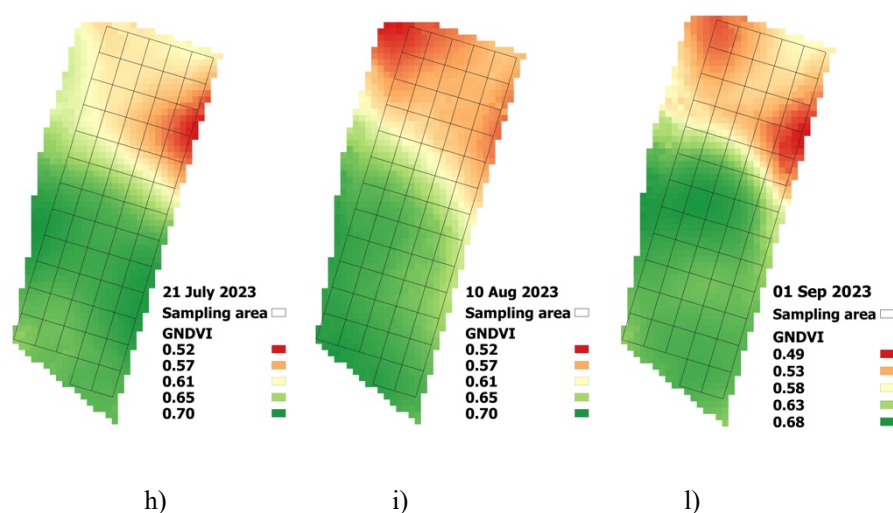 21 July 2023
Sampling area
GNDVI
0.52
0.57
0.61
0.65
0.70
10 Aug 2023
Sampling area
GNDVI
0.52
0.57
0.61
0.65
0.70
01 Sep 2023
Sampling area
GNDVI
0.49
0.53
0.58
0.63
0.68
h)
i)
l)